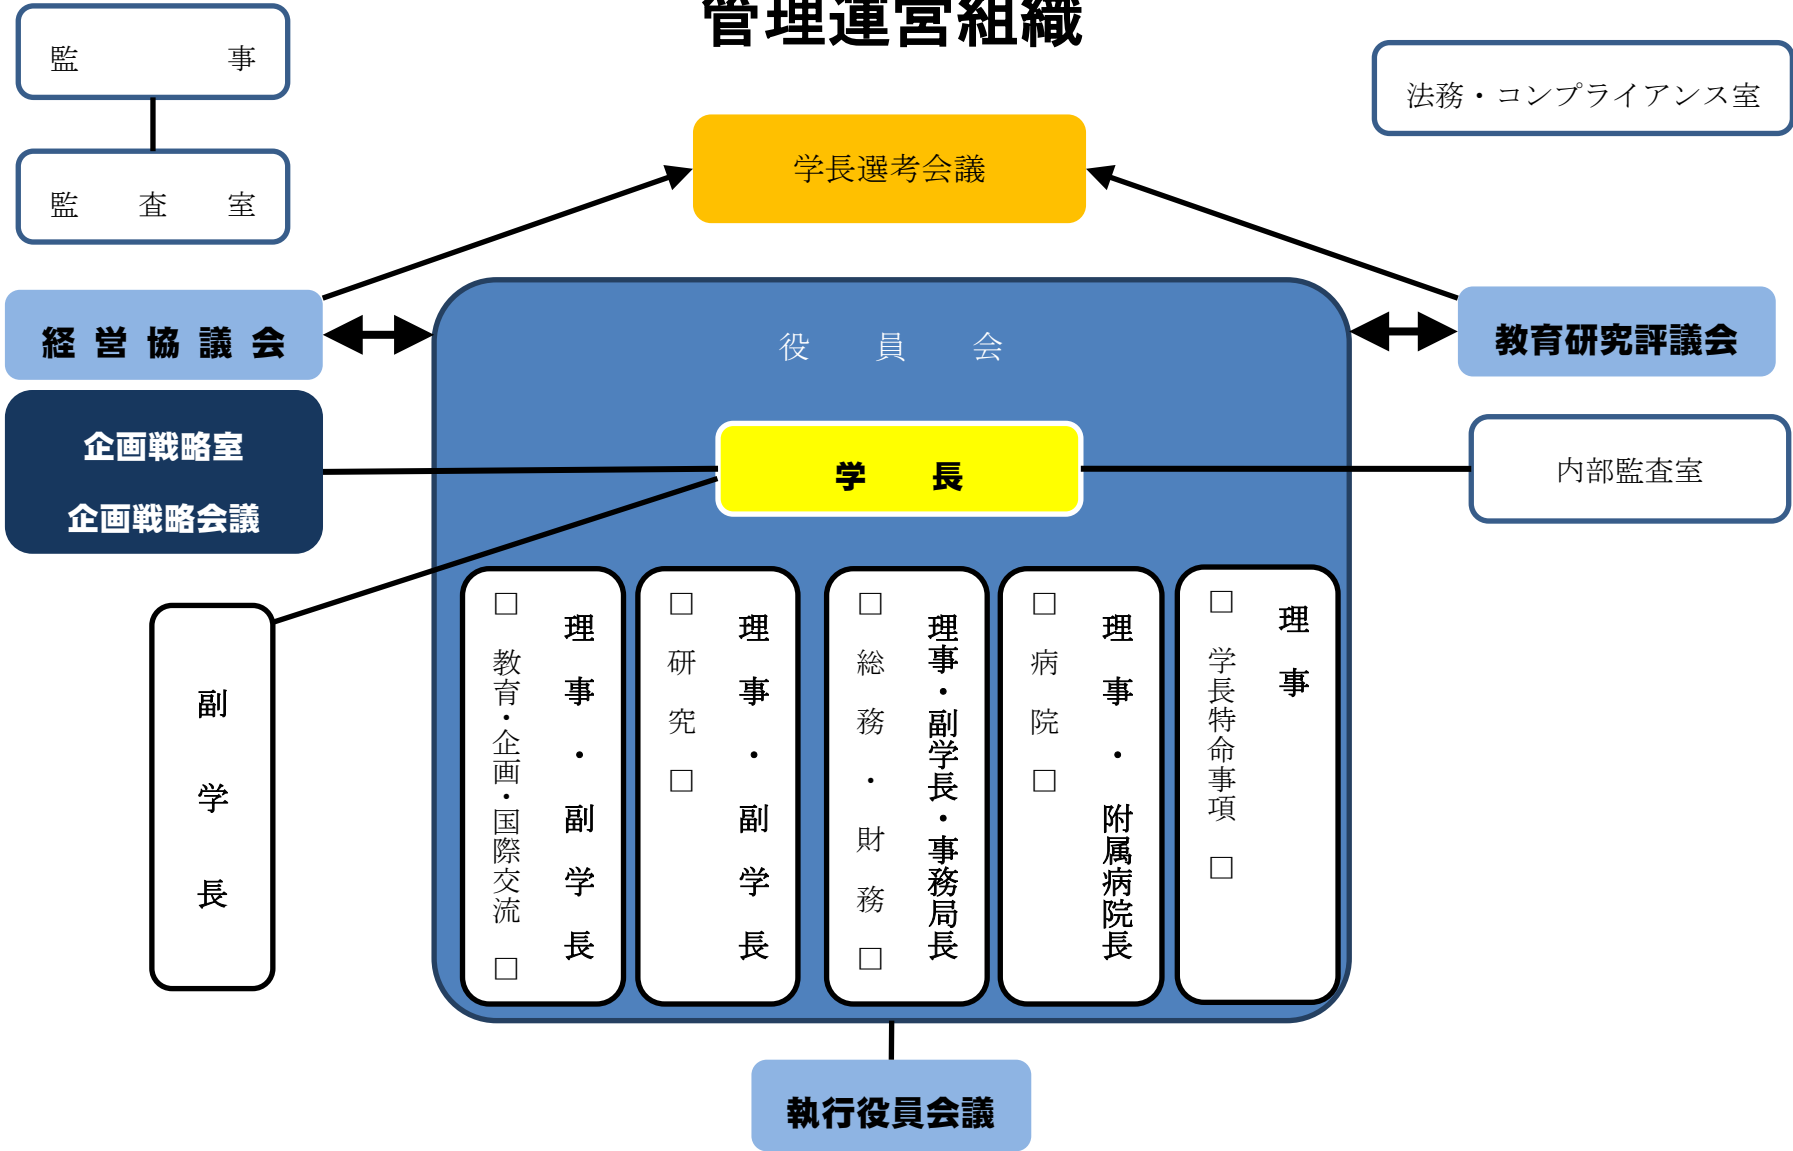 管理運営組織
監　事
法務・コンプライアンス室
学長選考会議
監　査　室
経営協議会
役　員　会
教育研究評議会
企画戦略室
企画戦略会議
学　長
内部監査室
副学長
理事・副学長
□ 教育・企画・国際交流 □
理事・副学長
□ 研究 □
理事・副学長・事務局長
□ 総務・財務 □
理事・附属病院長
□ 病院 □
理事
□ 学長特命事項 □
執行役員会議